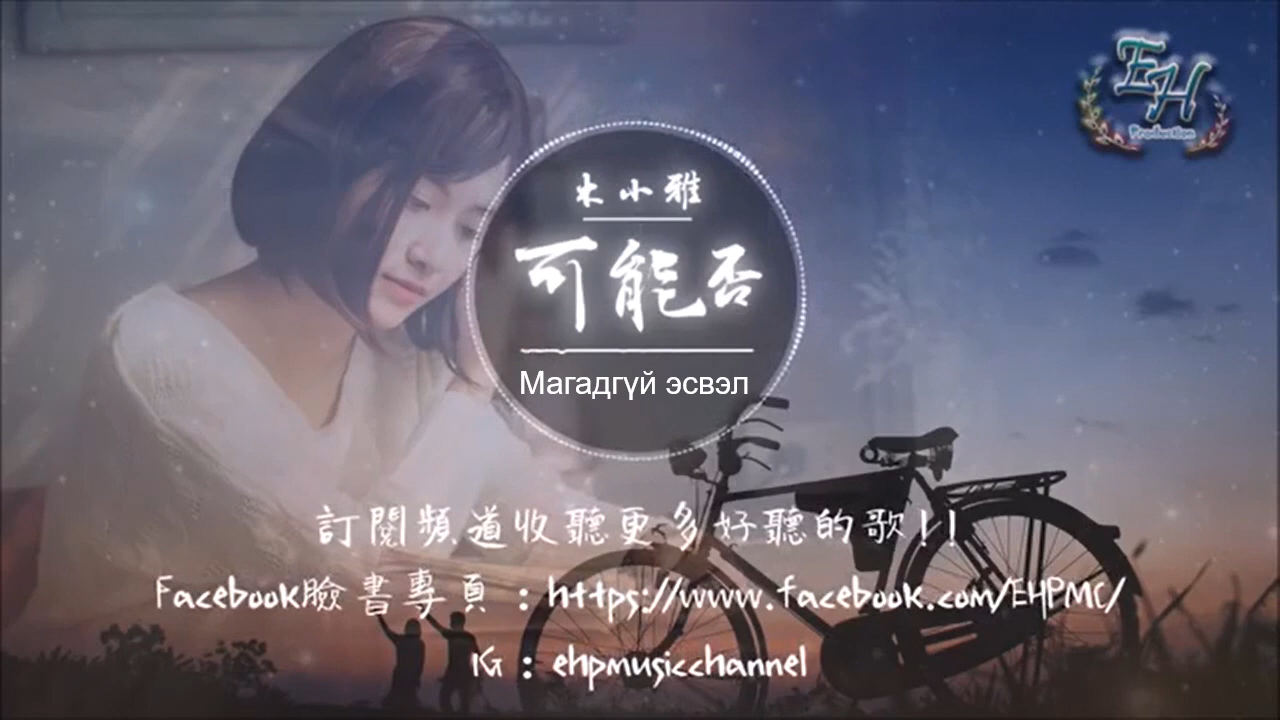 EH
Production
木小雅
可能否
Магадгүй эсвэл
訂閱頻道收聽更多好聽的歌!!
Facebook臉書專頁：https://www.facebook.com/EHPMC/
IG：ehpmusicchannel